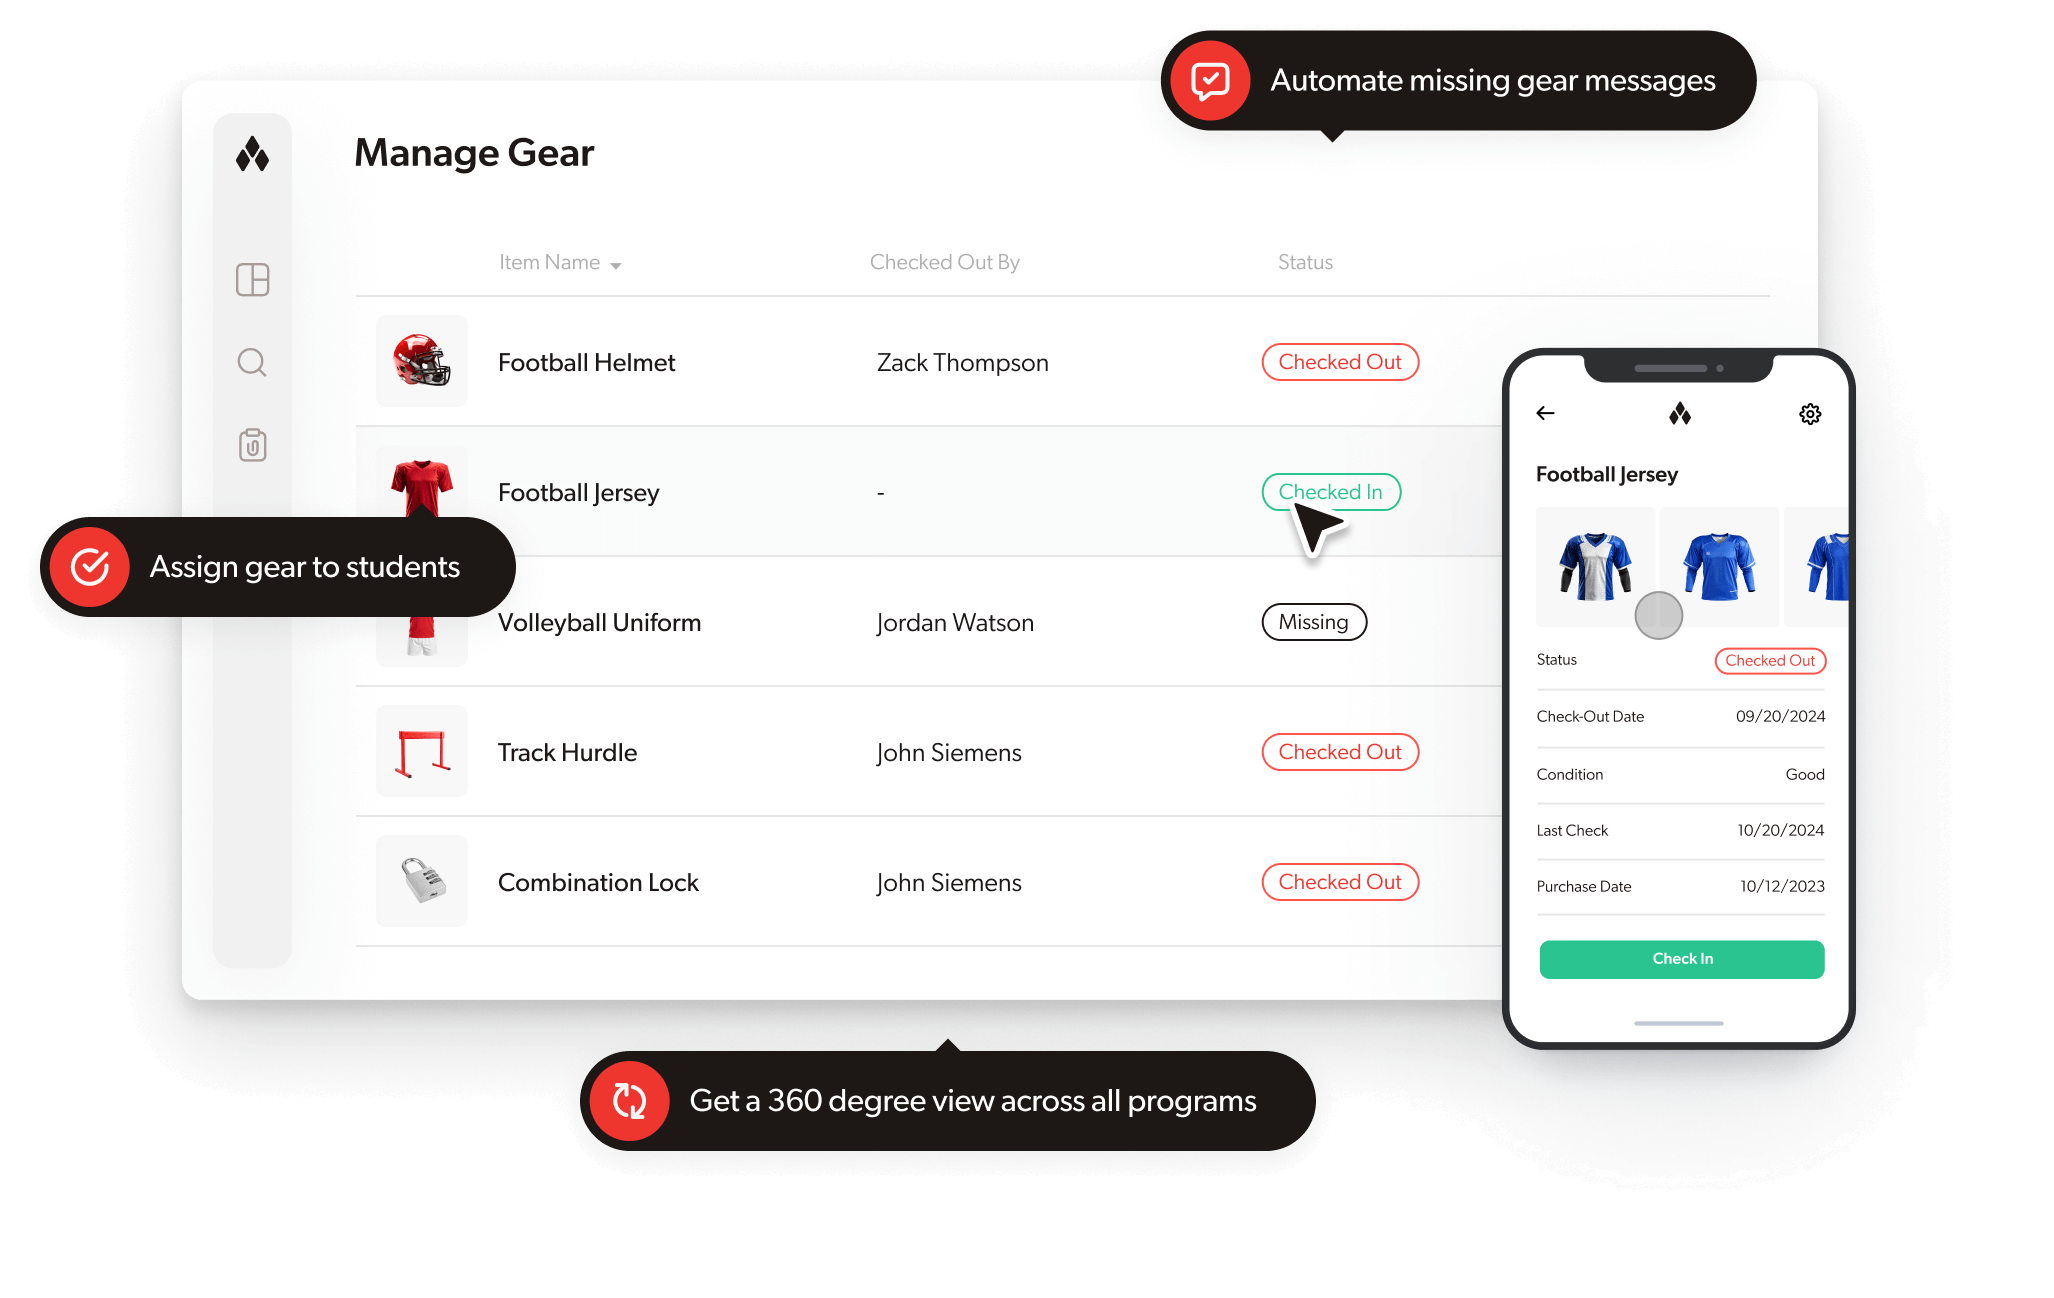 Automate missing gear messages
Manage Gear
Item Name
Checked Out By
Status
Football Helmet
Zack Thompson
Checked Out
Football Jersey
-
Checked In
Assign gear to students
Volleyball Uniform
Jordan Watson
Missing
Track Hurdle
John Siemens
Checked Out
Combination Lock
John Siemens
Checked Out
Football Jersey
Status
Checked Out
Check-Out Date
09/20/2024
Condition
Good
Last Check
10/20/2024
Purchase Date
10/12/2023
Check In
Get a 360 degree view across all programs